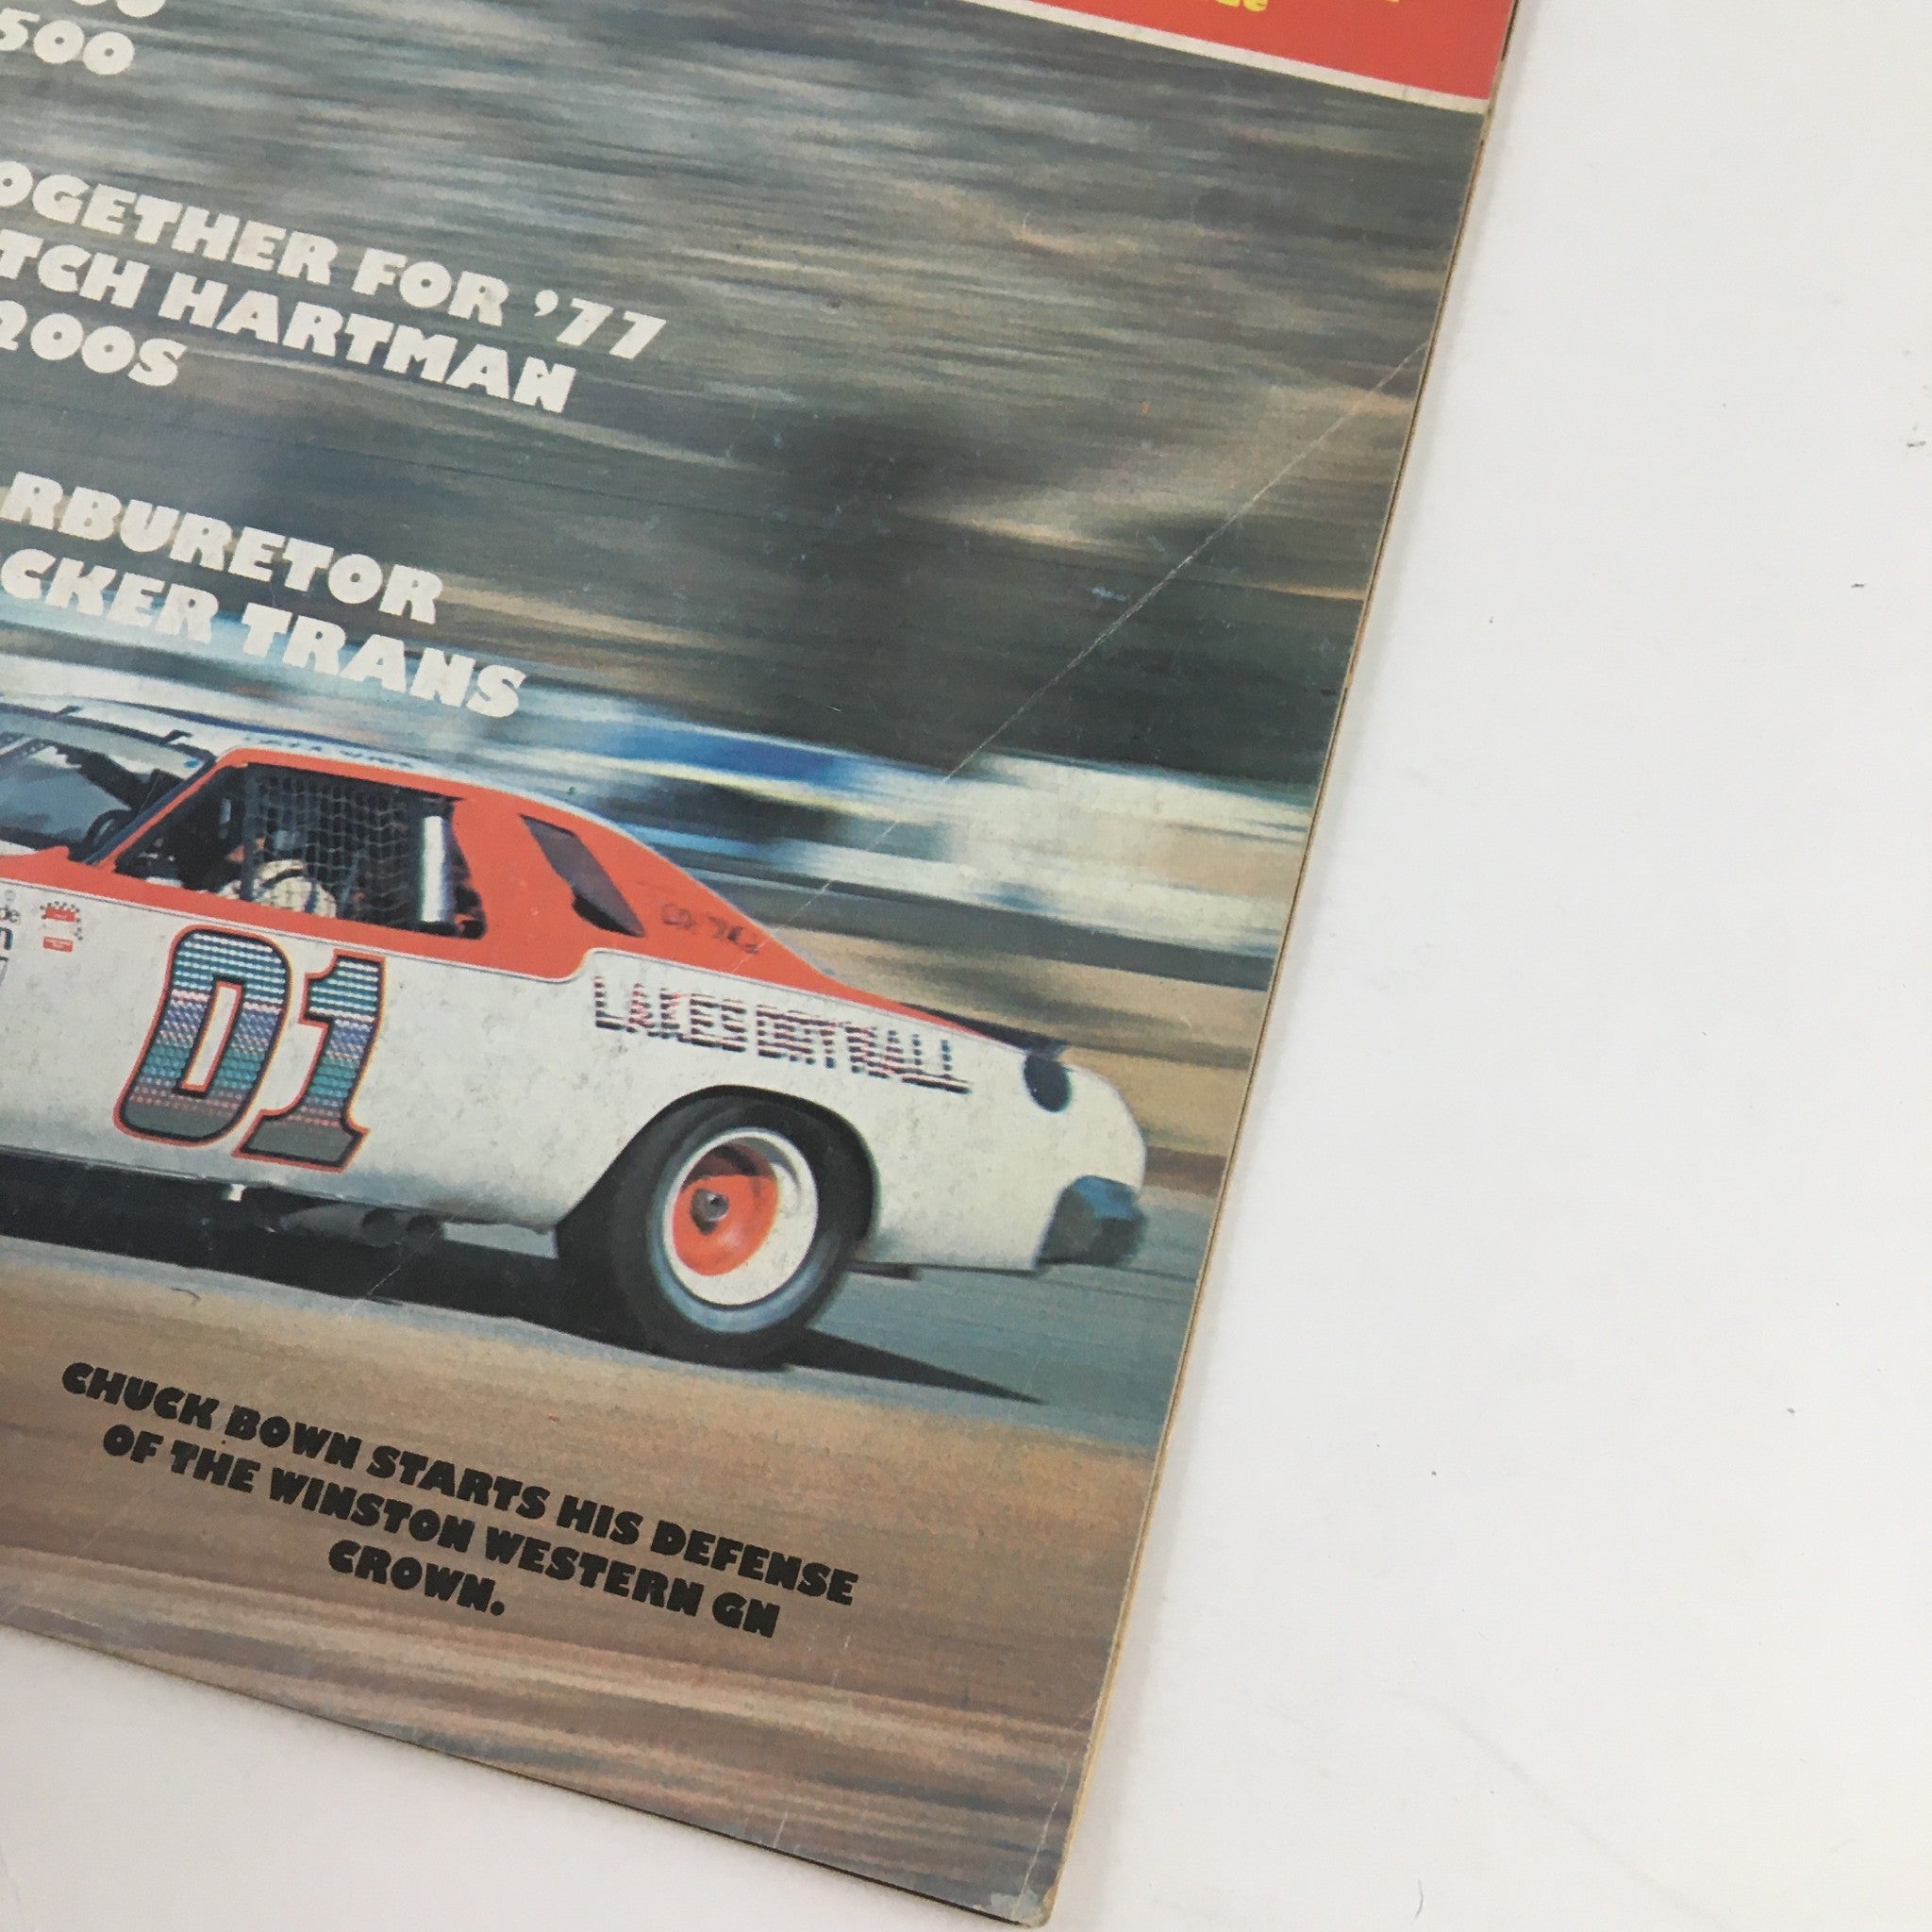 500
OGETHER FOR '77
TCH HARTMAN
200S
RBURETOR
CKER TRANS
01
LAKES DRYWALL
CHUCK BOWN STARTS HIS DEFENSE
OF THE WINSTON WESTERN GN
CROWN.